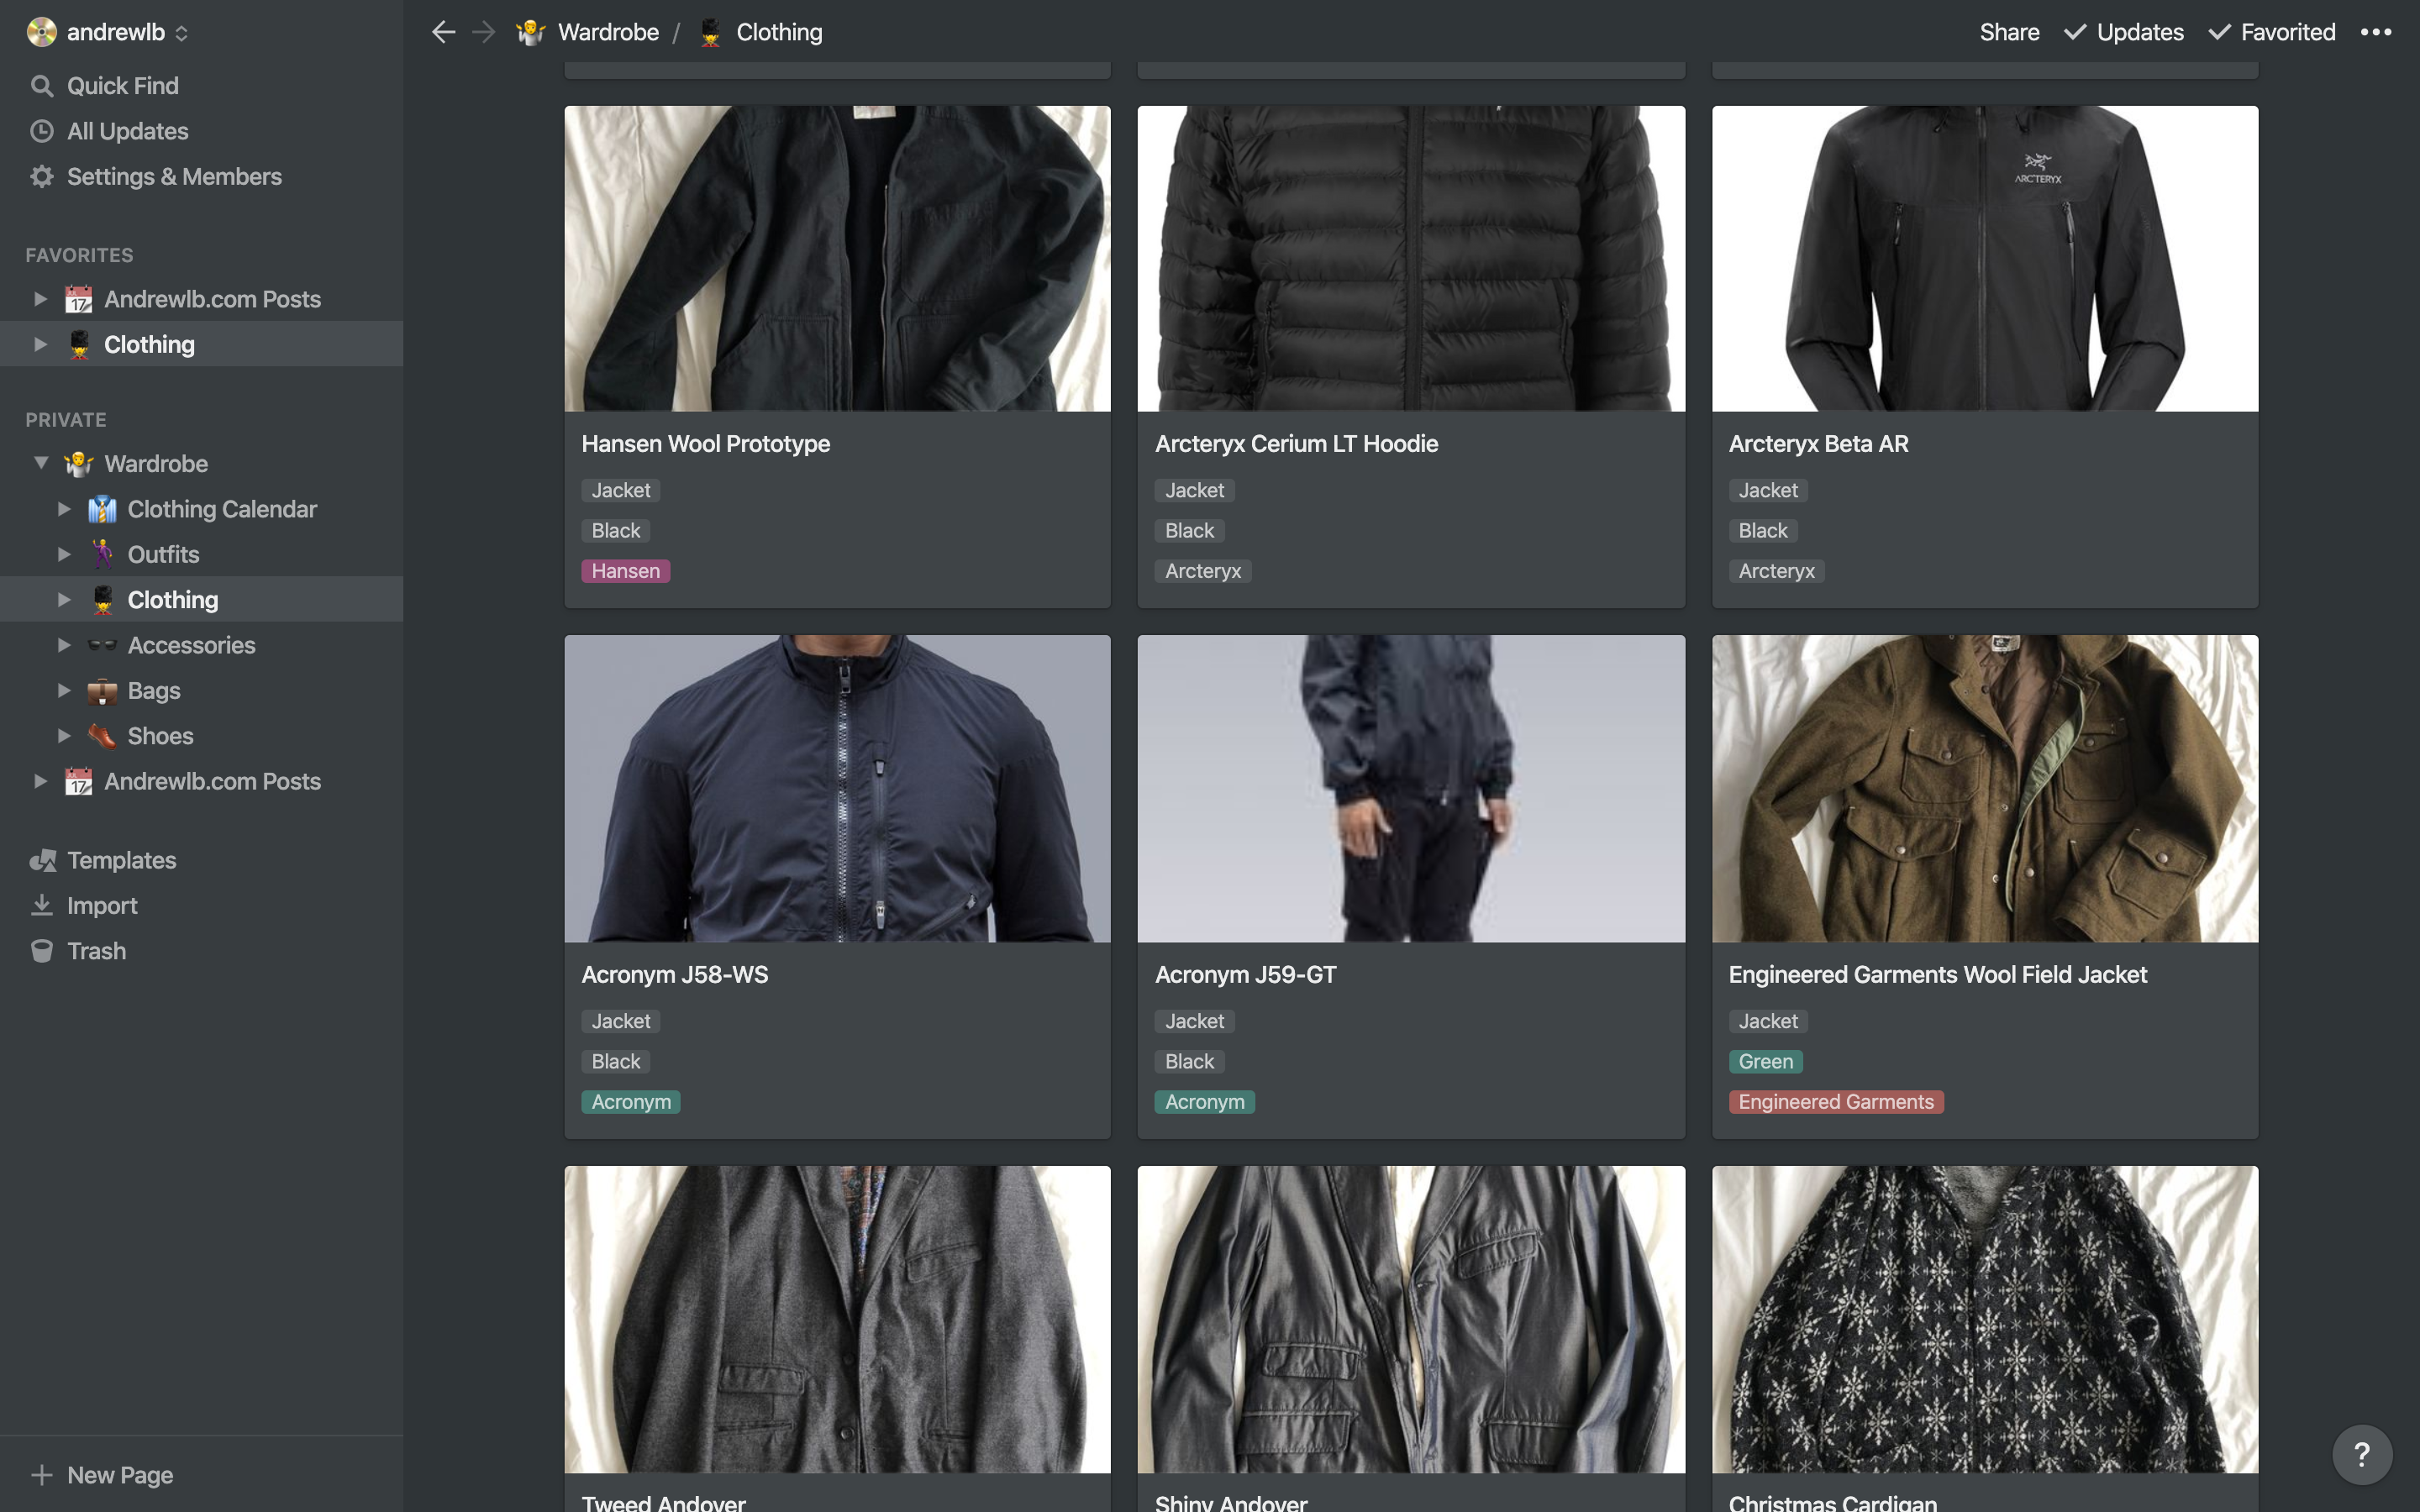 andrewlb
Quick Find
All Updates
Settings & Members
FAVORITES
Andrewlb.com Posts
Clothing
PRIVATE
Wardrobe
Clothing Calendar
Outfits
Clothing
Accessories
Bags
Shoes
Andrewlb.com Posts
Templates
Import
Trash
New Page
Wardrobe / Clothing
Share Updates Favorited
ARC'TERYX
Hansen Wool Prototype
Jacket
Black
Hansen
Arcteryx Cerium LT Hoodie
Jacket
Black
Arcteryx
Arcteryx Beta AR
Jacket
Black
Arcteryx
Acronym J58-WS
Jacket
Black
Acronym
Acronym J59-GT
Jacket
Black
Acronym
Engineered Garments Wool Field Jacket
Jacket
Green
Engineered Garments
Tweed Andover
Shiny Andover
Christmas Cardigan
?